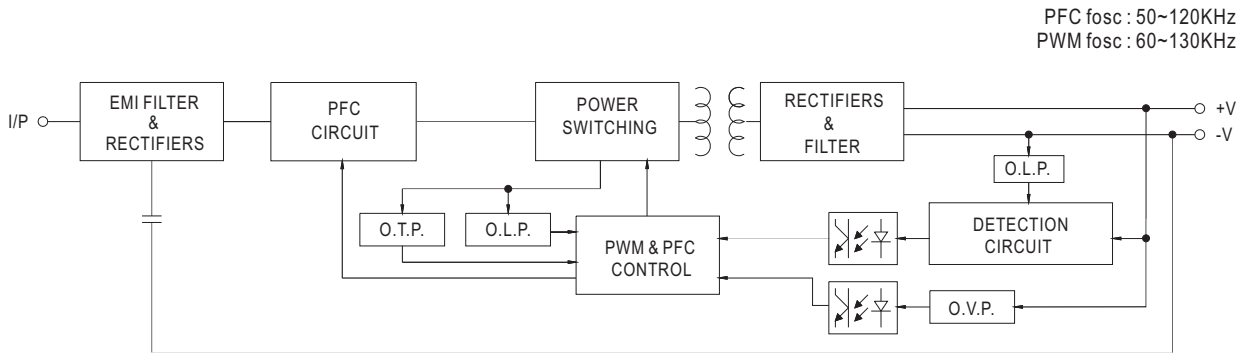 PFC fosc : 50~120KHz
PWM fosc : 60~130KHz
I/P
EMI FILTER
&
RECTIFIERS
PFC
CIRCUIT
POWER
SWITCHING
RECTIFIERS
&
FILTER
+V
-V
O.L.P.
O.T.P.
O.L.P.
PWM & PFC
CONTROL
DETECTION
CIRCUIT
O.V.P.